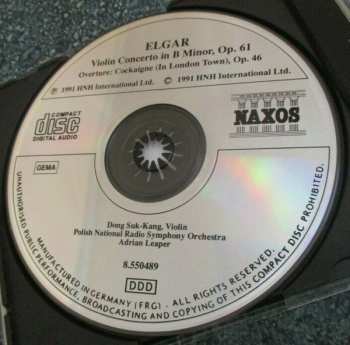 ELGAR
Violin Concerto in B Minor, Op. 61
Overture: Cockaigne (In London Town), Op. 46
℗ 1991 HNH International Ltd. © 1991 HNH International Ltd.
COMPACT
disc
DIGITAL AUDIO
NAXOS
GEMA
Dong Suk-Kang, Violin
Polish National Radio Symphony Orchestra
Adrian Leaper
8.550489
DDD
MANUFACTURED IN GERMANY (FRG). ALL RIGHTS RESERVED.
UNAUTHORISED PUBLIC PERFORMANCE, BROADCASTING AND COPYING OF THIS COMPACT DISC PROHIBITED.